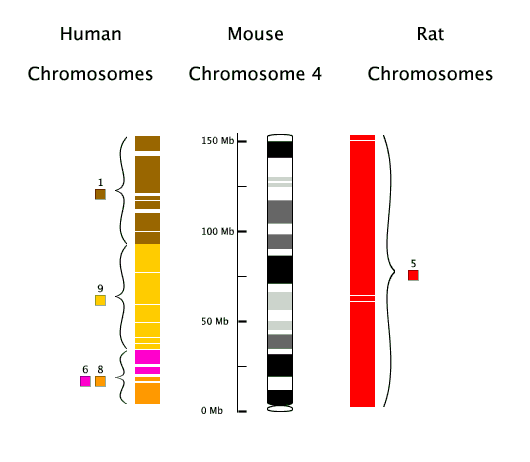 Human
Mouse
Rat
Chromosomes
Chromosome 4
Chromosomes
150 Mb
1
100 Mb
5
9
50 Mb
6 8
0 Mb